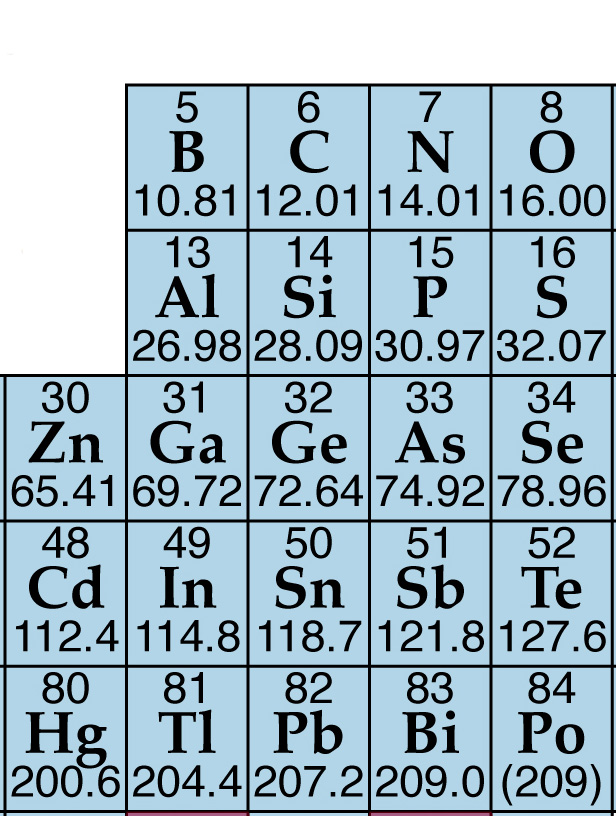 5 6 7 8
B C N O
10.81 12.01 14.01 16.00
13 14 15 16
Al Si P S
26.98 28.09 30.97 32.07
30 31 32 33 34
Zn Ga Ge As Se
65.41 69.72 72.64 74.92 78.96
48 49 50 51 52
Cd In Sn Sb Te
112.4 114.8 118.7 121.8 127.6
80 81 82 83 84
Hg Tl Pb Bi Po
200.6 204.4 207.2 209.0 (209)